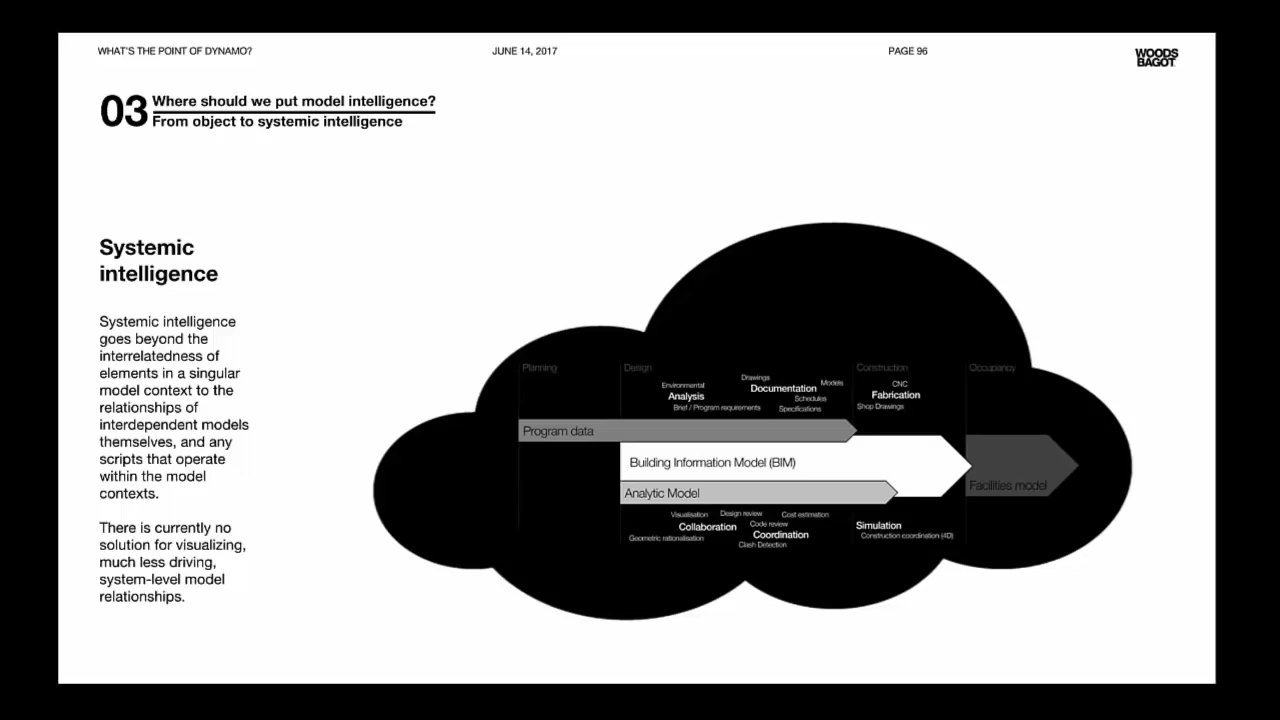 WHAT'S THE POINT OF DYNAMO?
JUNE 14, 2017
PAGE 96
WOODS
BAGOT
03
Where should we put model intelligence?
From object to systemic intelligence
Systemic
intelligence
Systemic intelligence
goes beyond the
interrelatedness of
elements in a singular
model context to the
relationships of
interdependent models
themselves, and any
scripts that operate
within the model
contexts.
There is currently no
solution for visualizing,
much less driving,
system-level model
relationships.
Planning
Design
Construction
Occupancy
Environmental
Analysis
Brief / Program requirements
Drawings
Documentation
Models
Schedules
Specifications
CNC
Fabrication
Shop Drawings
Program data
Building Information Model (BIM)
Analytic Model
Facilities model
Visualisation
Design review
Cost estimation
Collaboration
Code review
Coordination
Geometric rationalisation
Clash Detection
Simulation
Construction coordination (4D)